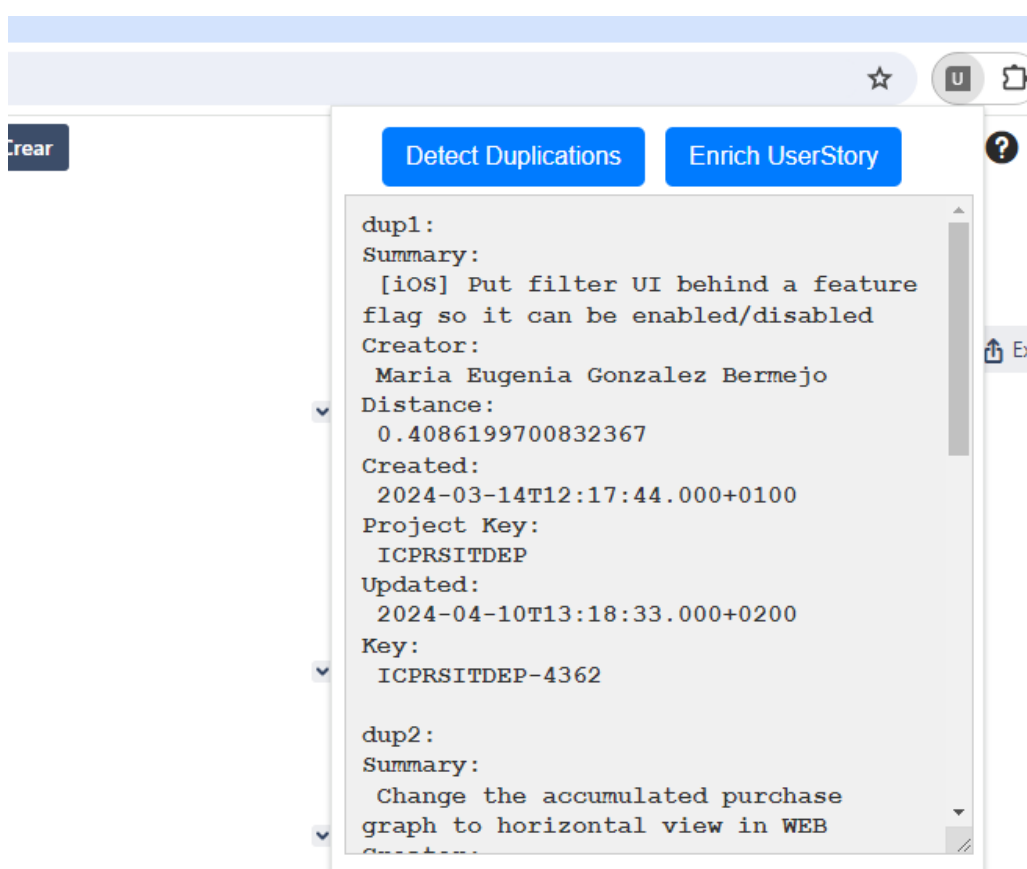 U
Crear
Detect Duplications
Enrich UserStory
?
dup1:
Summary:
[iOS] Put filter UI behind a feature
flag so it can be enabled/disabled
Creator:
Maria Eugenia Gonzalez Bermejo
Distance:
0.4086199700832367
Created:
2024-03-14T12:17:44.000+0100
Project Key:
ICPRSITDEP
Updated:
2024-04-10T13:18:33.000+0200
Key:
ICPRSITDEP-4362
dup2:
Summary:
Change the accumulated purchase
graph to horizontal view in WEB
Creator:
Ex